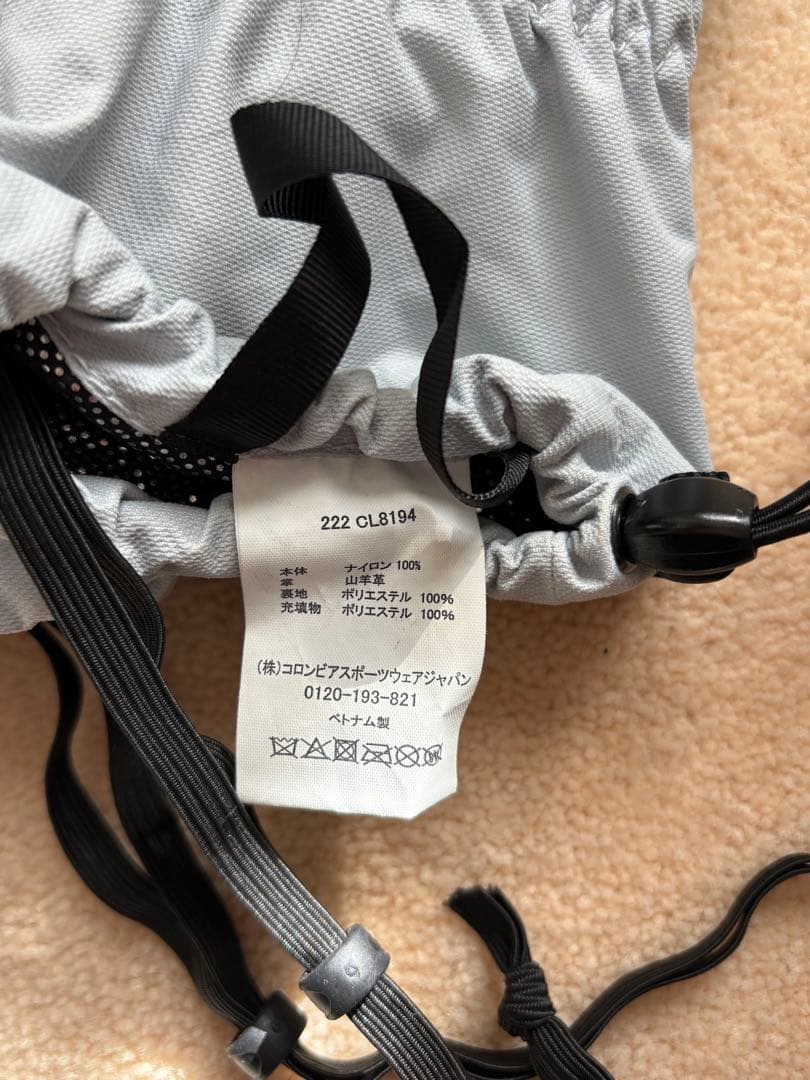 222 CL8194
本体 ナイロン 100%
掌 山羊革
裏地 ポリエステル 100%
充填物 ポリエステル 100%
(株)コロンビアスポーツウェアジャパン
0120-193-821
ベトナム製